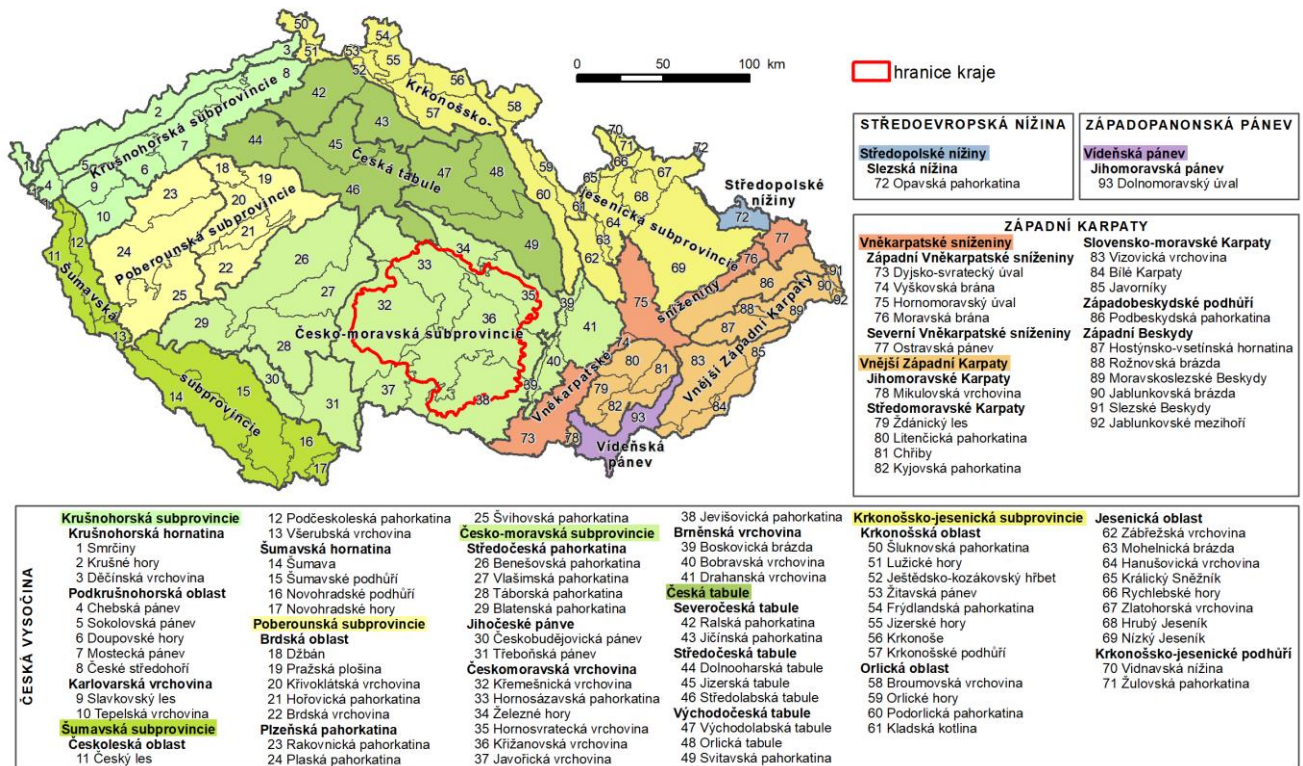 0 50 100 km
hranice kraje
Krušnohorská subprovincie
Krkonošsko-
jesenická subprovincie
Česká tabule
Poberounská subprovincie
Šumavská
subprovincie
Česko-moravská subprovincie
Středopolské
nížiny
Vněkarpatské
sníženiny
Vnější Západní Karpaty
Vídeňská
pánev
STŘEDOEVROPSKÁ NÍŽINA
Středopolské nížiny
Slezská nížina
72 Opavská pahorkatina
ZÁPADOPANONSKÁ PÁNEV
Vídeňská pánev
Jihomoravská pánev
93 Dolnomoravský úval
ZÁPADNÍ KARPATY
Vněkarpatské sníženiny
Západní Vněkarpatské sníženiny
73 Dyjsko-svratecký úval
74 Vyškovská brána
75 Hornomoravský úval
76 Moravská brána
Severní Vněkarpatské sníženiny
77 Ostravská pánev
Vnější Západní Karpaty
Jihomoravské Karpaty
78 Mikulovská vrchovina
Středomoravské Karpaty
79 Ždánický les
80 Litenčická pahorkatina
81 Chřiby
82 Kyjovská pahorkatina
Slovensko-moravské Karpaty
83 Vizovická vrchovina
84 Bílé Karpaty
85 Javorníky
Západobeskydské podhůří
86 Podbeskydská pahorkatina
Západní Beskydy
87 Hostýnsko-vsetínská hornatina
88 Rožnovská brázda
89 Moravskoslezské Beskydy
90 Jablunkovská brázda
91 Slezské Beskydy
92 Jablunkovské mezihoří
ČESKÁ VYSOČINA
Krušnohorská subprovincie
Krušnohorská hornatina
1 Smrčiny
2 Krušné hory
3 Děčínská vrchovina
Podkrušnohorská oblast
4 Chebská pánev
5 Sokolovská pánev
6 Doupovské hory
7 Mostecká pánev
8 České středohoří
Karlovarská vrchovina
9 Slavkovský les
10 Tepelská vrchovina
Šumavská subprovincie
Českoleská oblast
11 Český les
12 Podčeskoleská pahorkatina
13 Všerubská vrchovina
Šumavská hornatina
14 Šumava
15 Šumavské podhůří
16 Novohradské podhůří
17 Novohradské hory
Poberounská subprovincie
Brdská oblast
18 Džbán
19 Pražská plošina
20 Křivoklátská vrchovina
21 Hořovická pahorkatina
22 Brdská vrchovina
Plzeňská pahorkatina
23 Rakovnická pahorkatina
24 Plaská pahorkatina
25 Švihovská pahorkatina
Česko-moravská subprovincie
Středočeská pahorkatina
26 Benešovská pahorkatina
27 Vlašimská pahorkatina
28 Táborská pahorkatina
29 Blatenská pahorkatina
Jihočeské pánve
30 Českobudějovická pánev
31 Třeboňská pánev
Českomoravská vrchovina
32 Křemešnická vrchovina
33 Hornosázavská pahorkatina
34 Železné hory
35 Hornosvratecká vrchovina
36 Křižanovská vrchovina
37 Javořická vrchovina
38 Jevišovická pahorkatina
Brněnská vrchovina
39 Boskovická brázda
40 Bobravská vrchovina
41 Drahanská vrchovina
Česká tabule
Severočeská tabule
42 Ralská pahorkatina
43 Jičínská pahorkatina
Středočeská tabule
44 Dolnooharská tabule
45 Jizerská tabule
46 Středolabská tabule
Východočeská tabule
47 Východolabská tabule
48 Orlická tabule
49 Svitavská pahorkatina
Krkonošsko-jesenická subprovincie
Krkonošská oblast
50 Šluknovská pahorkatina
51 Lužické hory
52 Ještědsko-kozákovský hřbet
53 Žitavská pánev
54 Frýdlandská pahorkatina
55 Jizerské hory
56 Krkonoše
57 Krkonošské podhůří
Orlická oblast
58 Broumovská vrchovina
59 Orlické hory
60 Podorlická pahorkatina
61 Kladská kotlina
Jesenická oblast
62 Zábřežská vrchovina
63 Mohelnická brázda
64 Hanušovická vrchovina
65 Králický Sněžník
66 Rychlebské hory
67 Zlatohorská vrchovina
68 Hrubý Jeseník
69 Nízký Jeseník
Krkonošsko-jesenické podhůří
70 Vidnavská nížina
71 Žulovská pahorkatina